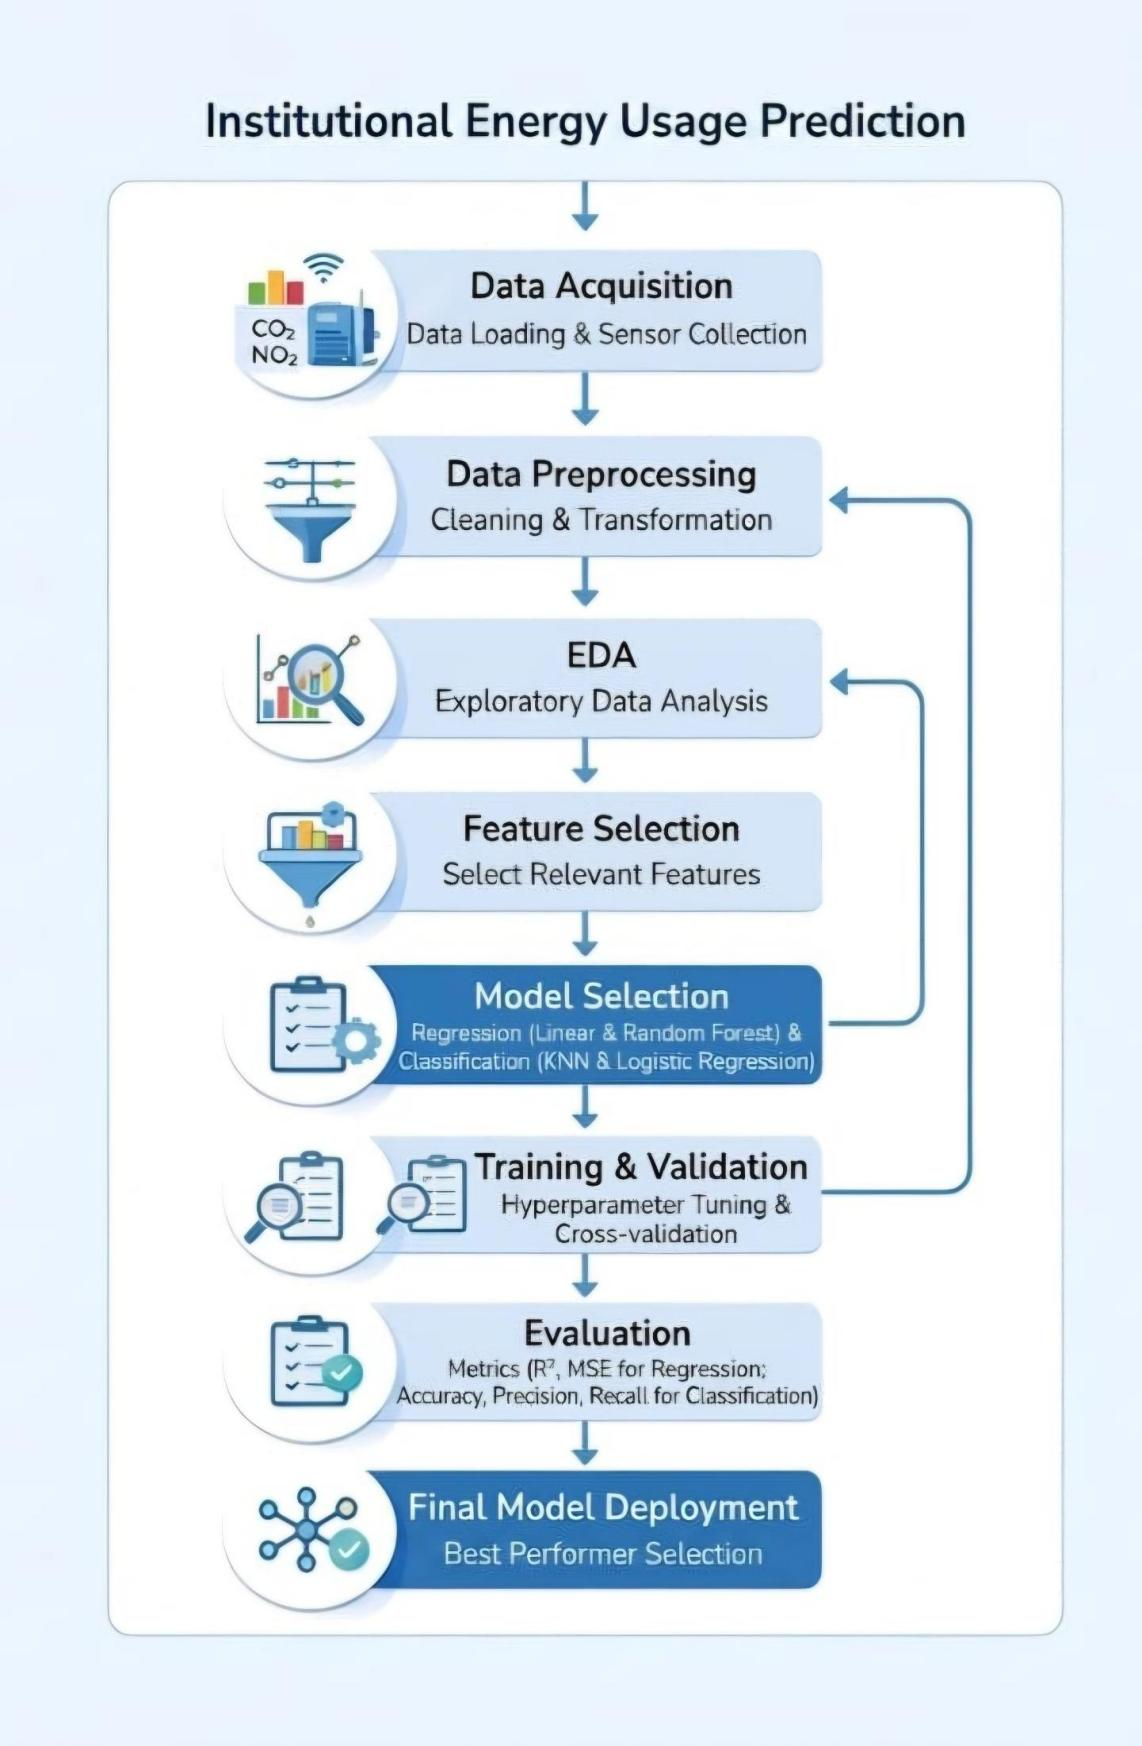 Institutional Energy Usage Prediction
CO₂
NO₂
Data Acquisition
Data Loading & Sensor Collection
Data Preprocessing
Cleaning & Transformation
EDA
Exploratory Data Analysis
Feature Selection
Select Relevant Features
Model Selection
Regression (Linear & Random Forest) &
Classification (KNN & Logistic Regression)
Training & Validation
Hyperparameter Tuning &
Cross-validation
Evaluation
Metrics (R², MSE for Regression;
Accuracy, Precision, Recall for Classification)
Final Model Deployment
Best Performer Selection